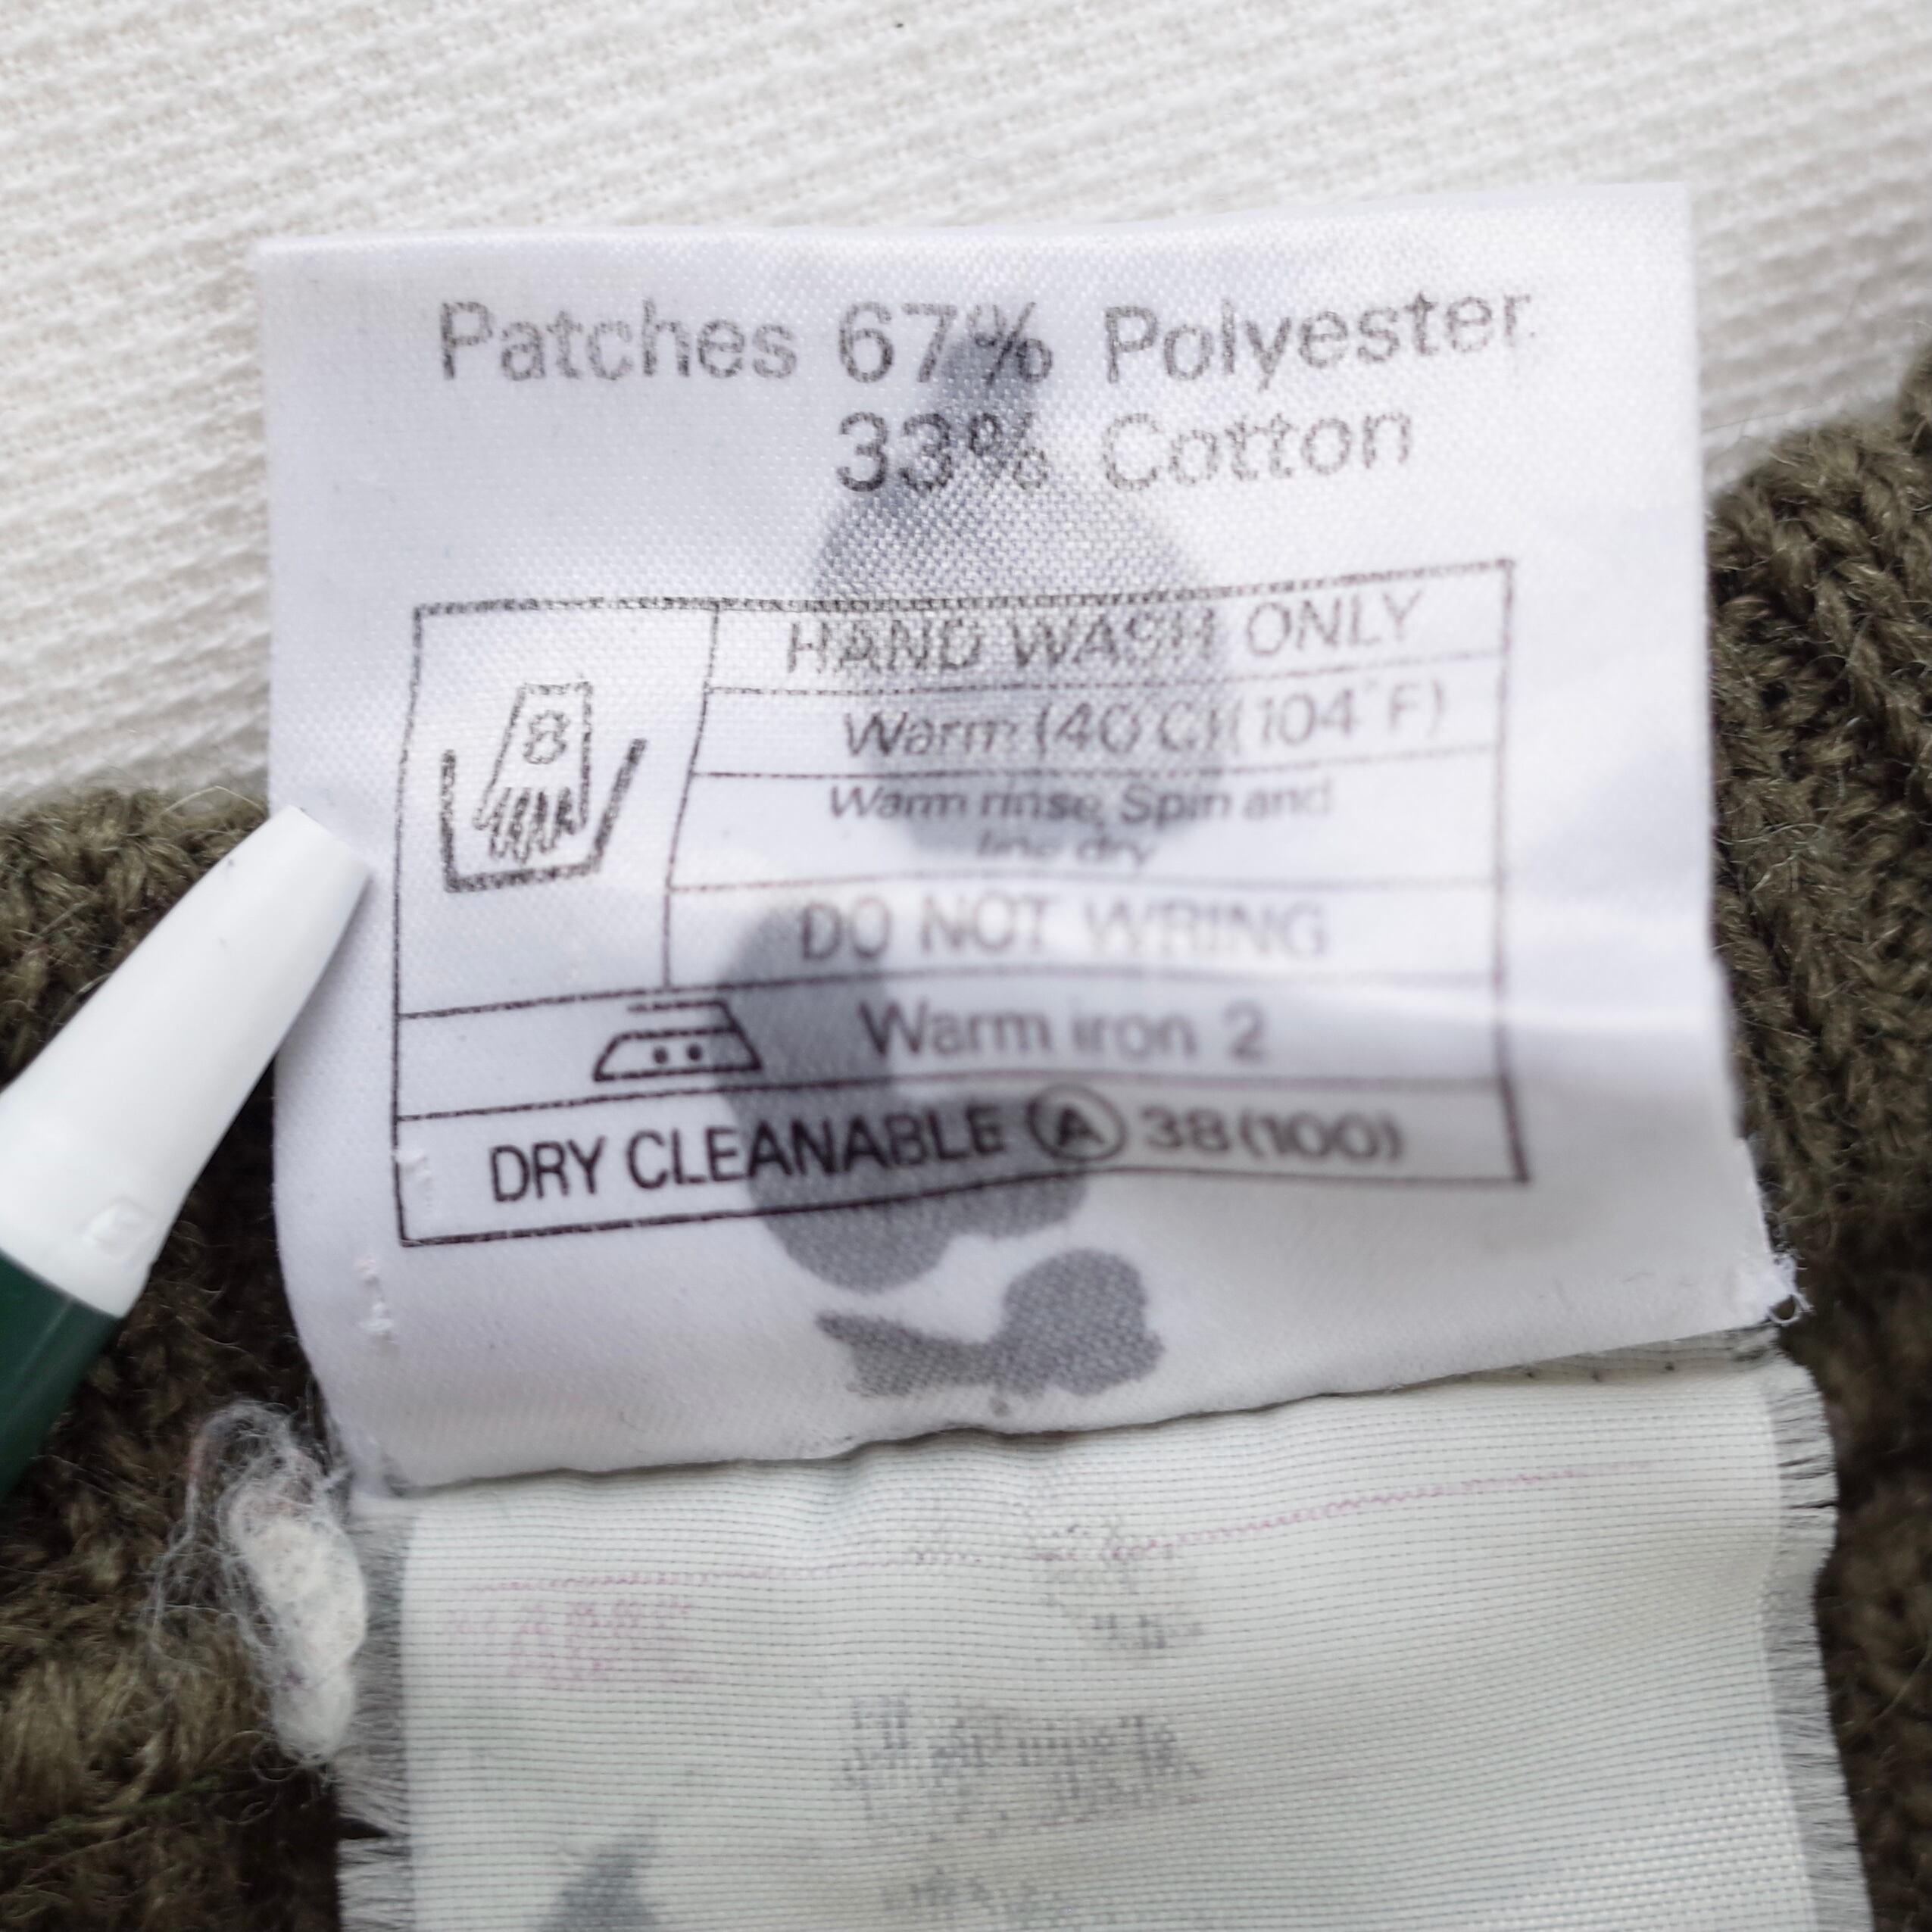 Patches 67% Polyester
33% Cotton
HAND WASH ONLY
8
Warm (40°C)(104°F)
Warm rinse, Spin and
line dry
DO NOT WRING
Warm iron 2
DRY CLEANABLE Ⓐ 38(100)